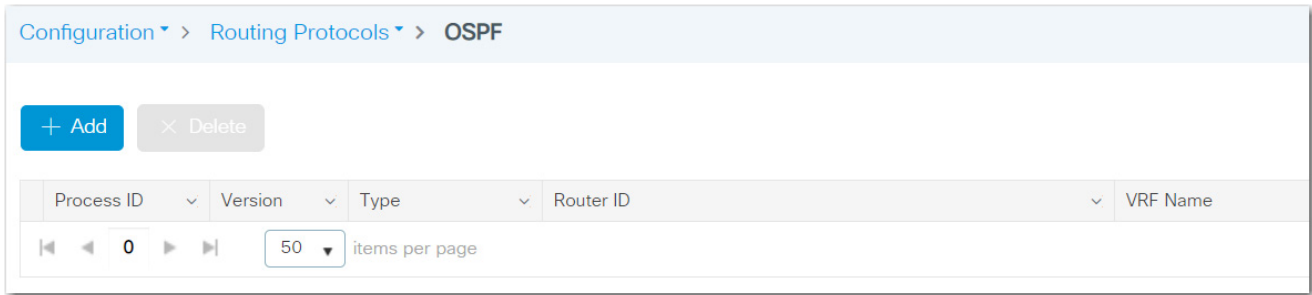 Configuration > Routing Protocols > OSPF
+ Add × Delete
Process ID Version Type Router ID VRF Name
0 50 items per page